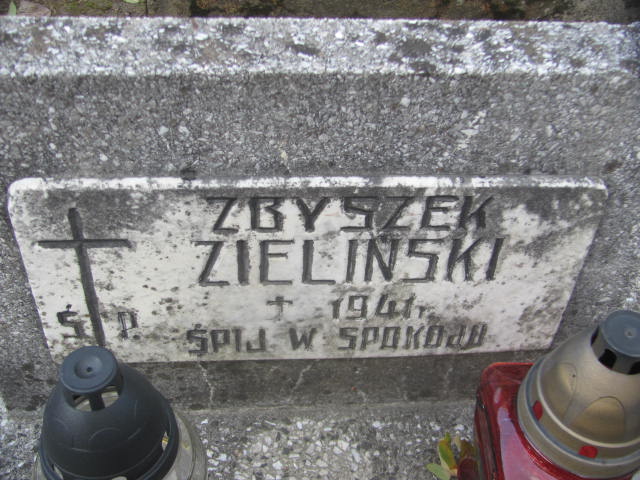 ZBYSZEK
ZIELIŃSKI
Ś. P. † 1941r.
ŚPIJ W SPOKOJU